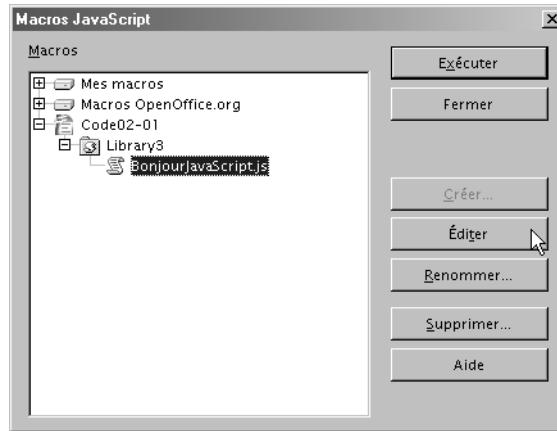 Macros JavaScript
Macros
Mes macros
Macros OpenOffice.org
Code02-01
Library3
BonjourJavaScript.js
Exécuter
Fermer
Créer...
Éditer
Renommer...
Supprimer...
Aide